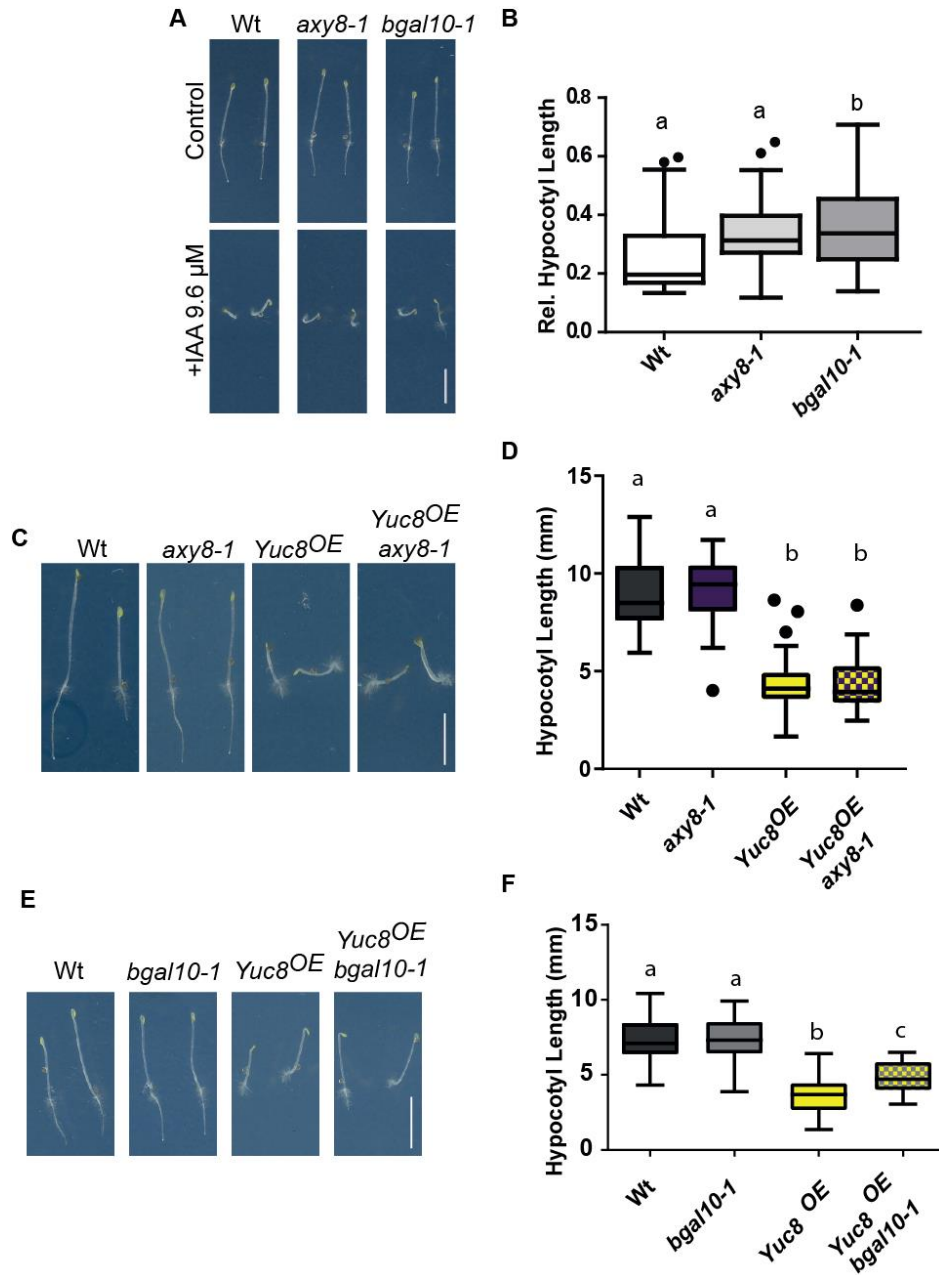 A
Wt
axy8-1
bgal10-1
Control
+IAA 9.6 µM
B
Rel. Hypocotyl Length
0.8
0.6
0.4
0.2
0.0
a
a
b
Wt
axy8-1
bgal10-1
C
Wt
axy8-1
Yuc8OE
Yuc8OE
axy8-1
D
Hypocotyl Length (mm)
15
10
5
0
a
a
b
b
Wt
axy8-1
Yuc8OE
Yuc8OE
axy8-1
E
Wt
bgal10-1
Yuc8OE
Yuc8OE
bgal10-1
F
Hypocotyl Length (mm)
15
10
5
0
a
a
b
c
Wt
bgal10-1
Yuc8 OE
Yuc8 OE
bgal10-1